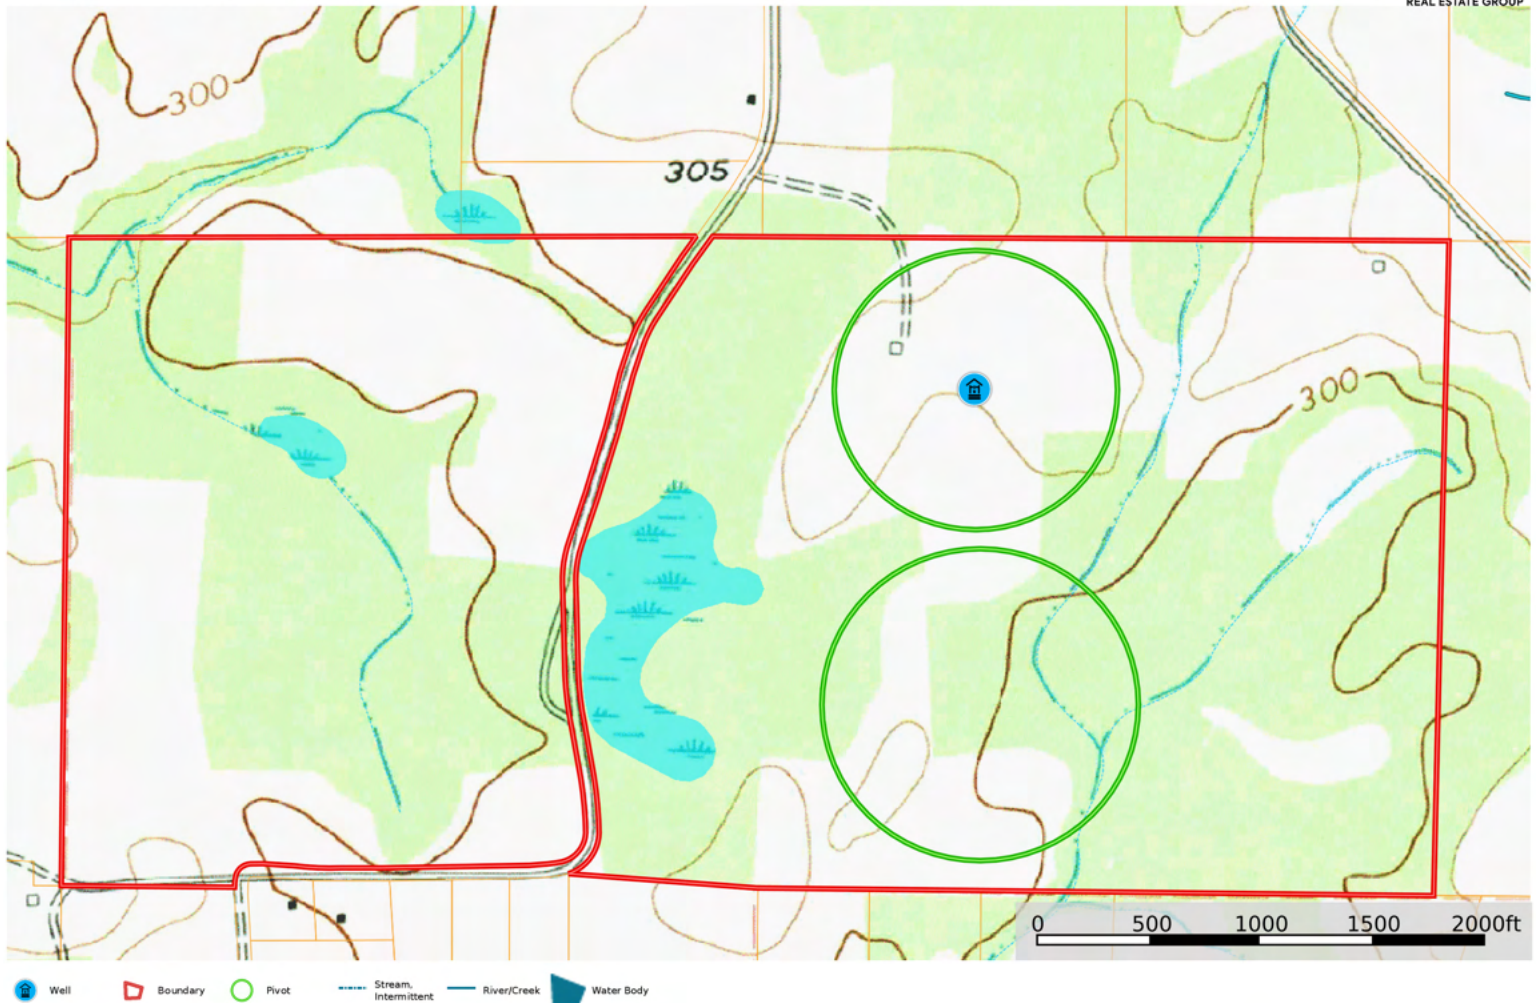 REAL ESTATE GROUP
300
305
300
0 500 1000 1500 2000ft
Well Boundary Pivot Stream, Intermittent River/Creek Water Body